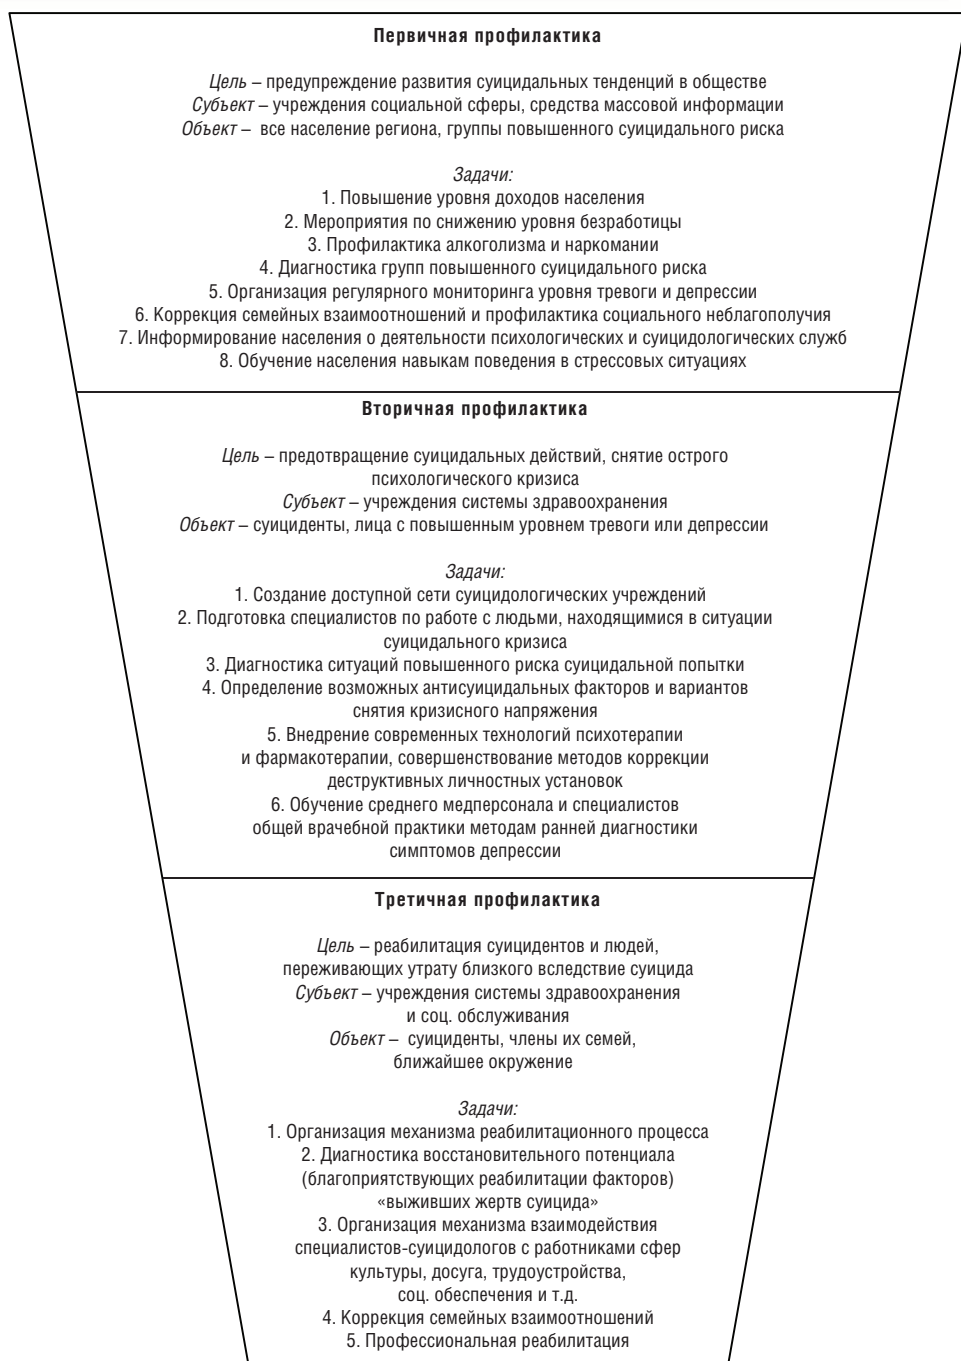 Первичная профилактика
Цель – предупреждение развития суицидальных тенденций в обществе
Субъект – учреждения социальной сферы, средства массовой информации
Объект – все население региона, группы повышенного суицидального риска
Задачи:
1. Повышение уровня доходов населения
2. Мероприятия по снижению уровня безработицы
3. Профилактика алкоголизма и наркомании
4. Диагностика групп повышенного суицидального риска
5. Организация регулярного мониторинга уровня тревоги и депрессии
6. Коррекция семейных взаимоотношений и профилактика социального неблагополучия
7. Информирование населения о деятельности психологических и суицидологических служб
8. Обучение населения навыкам поведения в стрессовых ситуациях
Вторичная профилактика
Цель – предотвращение суицидальных действий, снятие острого
психологического кризиса
Субъект – учреждения системы здравоохранения
Объект – суициденты, лица с повышенным уровнем тревоги или депрессии
Задачи:
1. Создание доступной сети суицидологических учреждений
2. Подготовка специалистов по работе с людьми, находящимися в ситуации
суицидального кризиса
3. Диагностика ситуаций повышенного риска суицидальной попытки
4. Определение возможных антисуицидальных факторов и вариантов
снятия кризисного напряжения
5. Внедрение современных технологий психотерапии
и фармакотерапии, совершенствование методов коррекции
деструктивных личностных установок
6. Обучение среднего медперсонала и специалистов
общей врачебной практики методам ранней диагностики
симптомов депрессии
Третичная профилактика
Цель – реабилитация суицидентов и людей,
переживающих утрату близкого вследствие суицида
Субъект – учреждения системы здравоохранения
и соц. обслуживания
Объект – суициденты, члены их семей,
ближайшее окружение
Задачи:
1. Организация механизма реабилитационного процесса
2. Диагностика восстановительного потенциала
(благоприятствующих реабилитации факторов)
«выживших жертв суицида»
3. Организация механизма взаимодействия
специалистов-суицидологов с работниками сфер
культуры, досуга, трудоустройства,
соц. обеспечения и т.д.
4. Коррекция семейных взаимоотношений
5. Профессиональная реабилитация